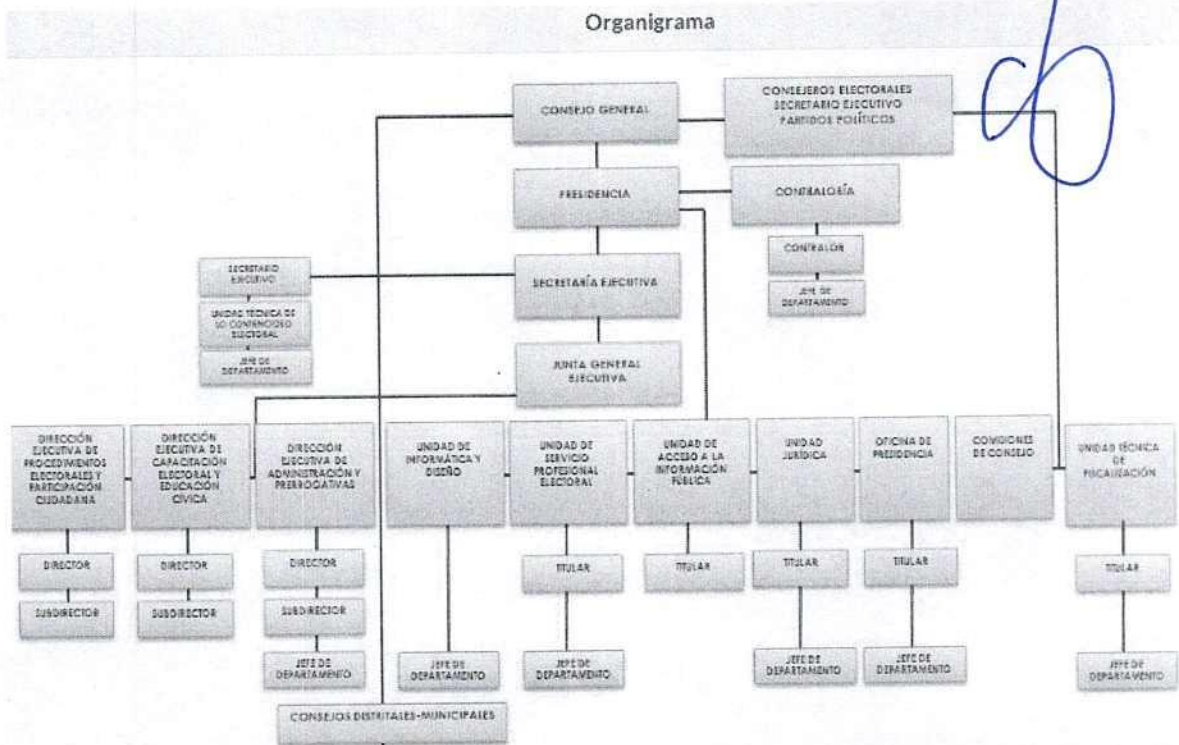 Organigrama
CONSEJO GENERAL
CONSEJEROS ELECTORALES
SECRETARIO EJECUTIVO
PARTIDOS POLÍTICOS
PRESIDENCIA
CONTRALORÍA
CONTRALOR
JEFE DE
DEPARTAMENTO
SECRETARIO
EJECUTIVO
UNIDAD TÉCNICA DE
LO CONTENCIOSO
ELECTORAL
JEFE DE
DEPARTAMENTO
SECRETARÍA EJECUTIVA
JUNTA GENERAL
EJECUTIVA
DIRECCIÓN
EJECUTIVA DE
PROCEDIMIENTOS
ELECTORALES Y
PARTICIPACIÓN
CIUDADANA
DIRECTOR
SUBDIRECTOR
DIRECCIÓN
EJECUTIVA DE
CAPACITACIÓN
ELECTORAL Y
EDUCACIÓN
CÍVICA
DIRECTOR
SUBDIRECTOR
DIRECCIÓN
EJECUTIVA DE
ADMINISTRACIÓN Y
PRERROGATIVAS
DIRECTOR
SUBDIRECTOR
JEFE DE
DEPARTAMENTO
UNIDAD DE
INFORMÁTICA Y
DISEÑO
JEFE DE
DEPARTAMENTO
UNIDAD DE
SERVICIO
PROFESIONAL
ELECTORAL
TITULAR
JEFE DE
DEPARTAMENTO
UNIDAD DE
ACCESO A LA
INFORMACIÓN
PÚBLICA
TITULAR
UNIDAD
JURÍDICA
TITULAR
JEFE DE
DEPARTAMENTO
OFICINA DE
PRESIDENCIA
TITULAR
JEFE DE
DEPARTAMENTO
COMISIONES
DE CONSEJO
UNIDAD TÉCNICA
DE
FISCALIZACIÓN
TITULAR
JEFE DE
DEPARTAMENTO
CONSEJOS DISTRITALES-MUNICIPALES